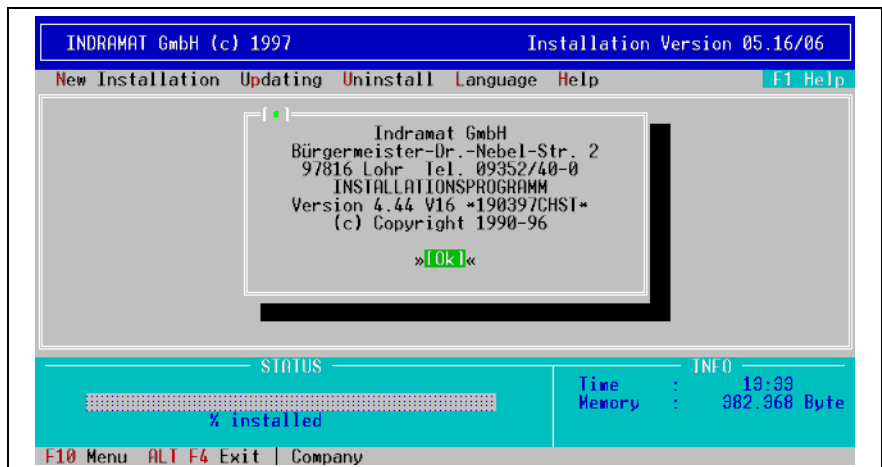 INDRAMAT GmbH (c) 1997 Installation Version 05.16/06
New Installation Updating Uninstall Language Help F1 Help
Indramat GmbH
Bürgermeister-Dr.-Nebel-Str. 2
97816 Lohr Tel. 09352/40-0
INSTALLATIONSPROGRAMM
Version 4.44 V16 *190397CHST*
(c) Copyright 1990-96
»[Ok]«
STATUS
% installed
INFO
Time : 13:33
Memory : 382.368 Byte
F10 Menu ALT F4 Exit | Company